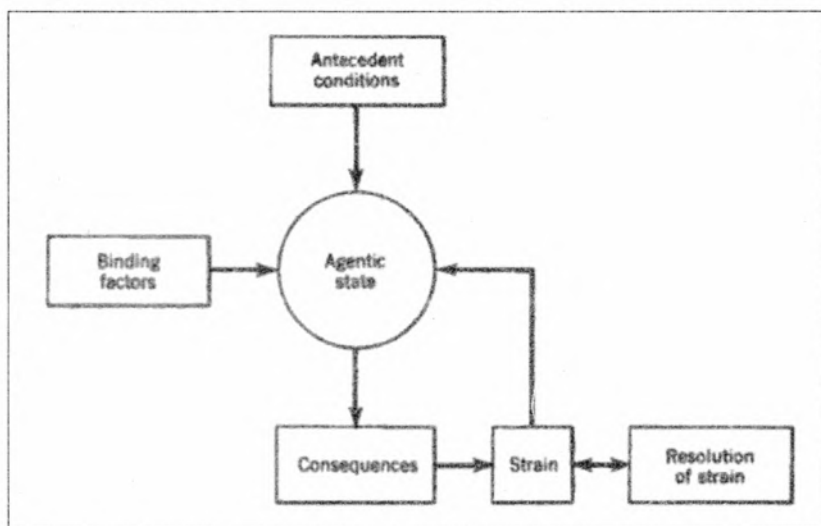 Antecedent
conditions
Binding
factors
Agentic
state
Consequences
Strain
Resolution
of strain